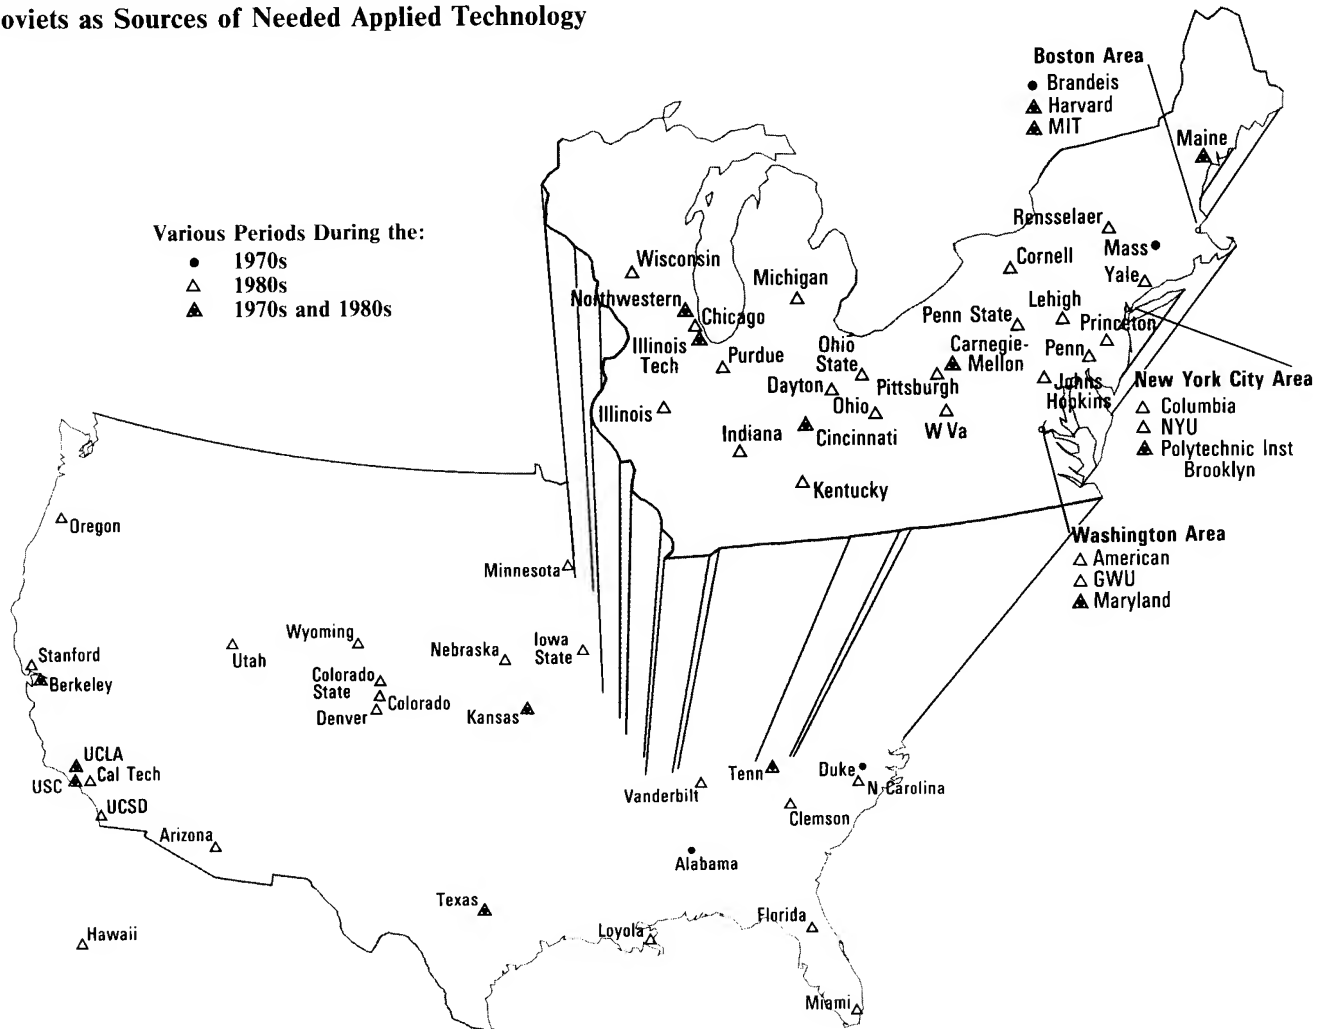 oviets as Sources of Needed Applied Technology
Various Periods During the:
1970s
1980s
1970s and 1980s
Boston Area
Brandeis
Harvard
MIT
Maine
Rensselaer
Mass
Cornell
Yale
Wisconsin
Michigan
Northwestern
Chicago
Lehigh
Penn State
Princeton
Illinois
Tech
Purdue
Ohio
State
Carnegie-
Mellon
Penn
Dayton
Pittsburgh
Johns
Hopkins
New York City Area
Columbia
NYU
Polytechnic Inst
Brooklyn
Illinois
Ohio
Indiana
Cincinnati
W Va
Kentucky
Washington Area
American
GWU
Maryland
Oregon
Minnesota
Wyoming
Utah
Nebraska
Iowa
State
Stanford
Berkeley
Colorado
State
Colorado
Denver
Kansas
UCLA
USC
Cal Tech
UCSD
Arizona
Vanderbilt
Tenn
Duke
N Carolina
Clemson
Alabama
Texas
Hawaii
Loyola
Florida
Miami